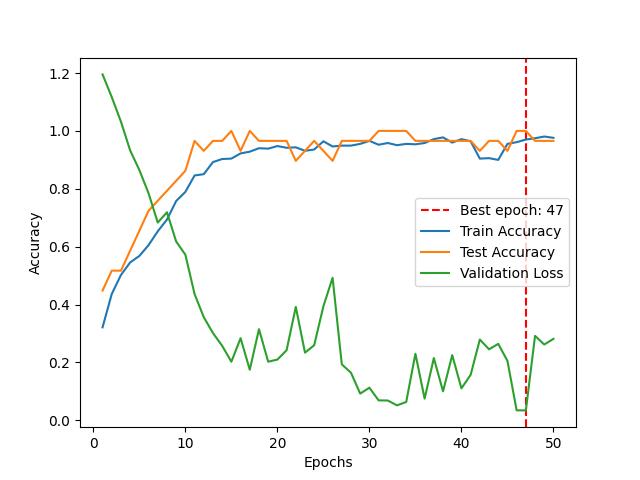 1.2
1.0
0.8
0.6
0.4
0.2
0.0
Accuracy
Best epoch: 47
Train Accuracy
Test Accuracy
Validation Loss
0
10
20
30
40
50
Epochs